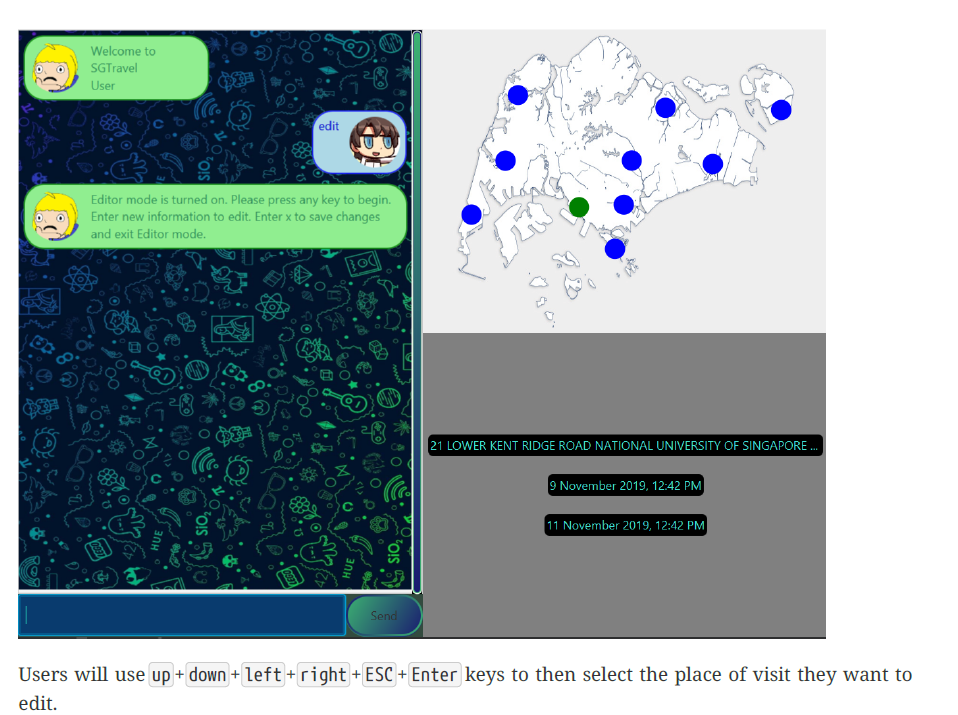 Welcome to
SGTravel
User
edit
Editor mode is turned on. Please press any key to begin.
Enter new information to edit. Enter x to save changes
and exit Editor mode.
21 LOWER KENT RIDGE ROAD NATIONAL UNIVERSITY OF SINGAPORE ...
9 November 2019, 12:42 PM
11 November 2019, 12:42 PM
Send
Users will use up+down+left+right+ESC+Enter keys to then select the place of visit they want to
edit.